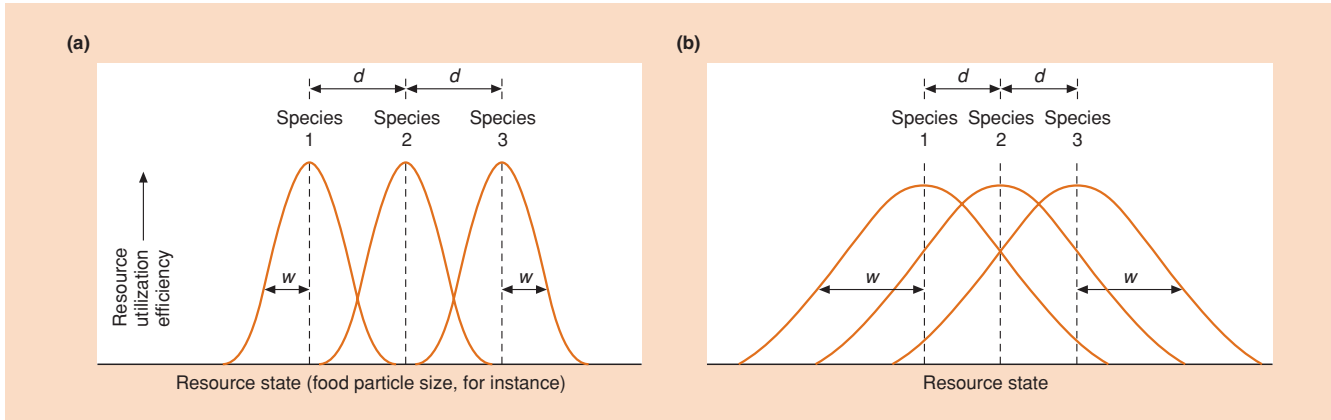 (a)
d
d
Species
1
Species
2
Species
3
w
w
Resource
utilization
efficiency
Resource state (food particle size, for instance)
(b)
d
d
Species
1
Species
2
Species
3
w
w
Resource state